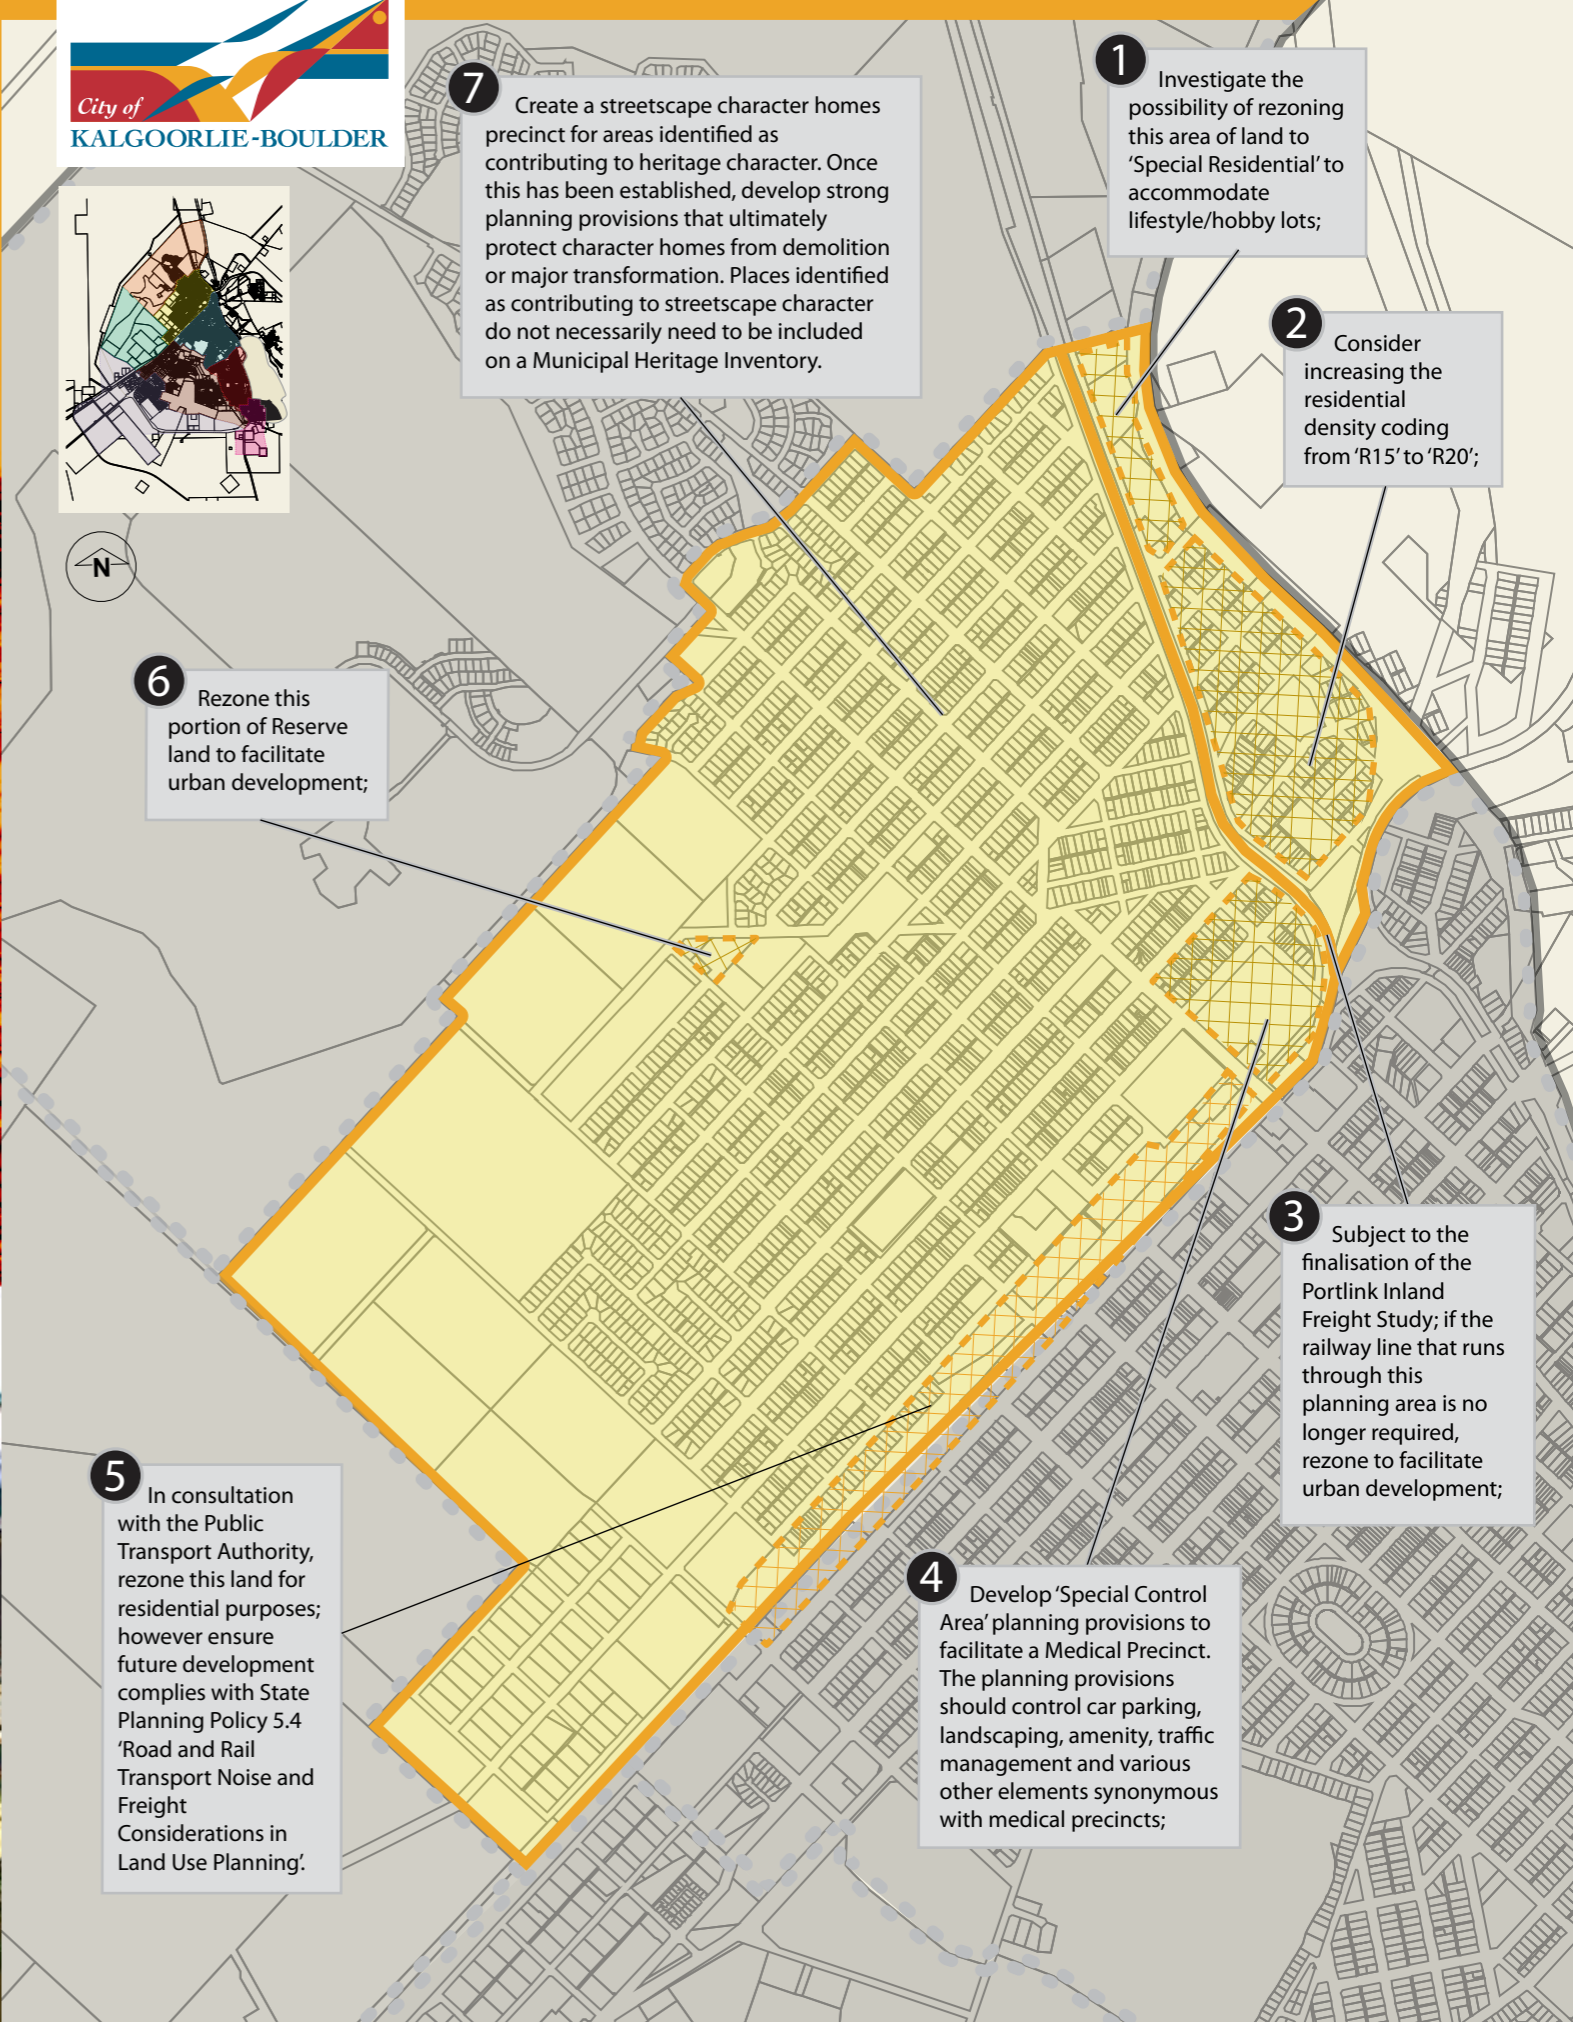 City of
KALGOORLIE-BOULDER
N
7
Create a streetscape character homes
precinct for areas identified as
contributing to heritage character. Once
this has been established, develop strong
planning provisions that ultimately
protect character homes from demolition
or major transformation. Places identified
as contributing to streetscape character
do not necessarily need to be included
on a Municipal Heritage Inventory.
1
Investigate the
possibility of rezoning
this area of land to
‘Special Residential’ to
accommodate
lifestyle/hobby lots;
2
Consider
increasing the
residential
density coding
from ‘R15’ to ‘R20’;
6
Rezone this
portion of Reserve
land to facilitate
urban development;
3
Subject to the
finalisation of the
Portlink Inland
Freight Study; if the
railway line that runs
through this
planning area is no
longer required,
rezone to facilitate
urban development;
5
In consultation
with the Public
Transport Authority,
rezone this land for
residential purposes;
however ensure
future development
complies with State
Planning Policy 5.4
‘Road and Rail
Transport Noise and
Freight
Considerations in
Land Use Planning’.
4
Develop ‘Special Control
Area’ planning provisions to
facilitate a Medical Precinct.
The planning provisions
should control car parking,
landscaping, amenity, traffic
management and various
other elements synonymous
with medical precincts;